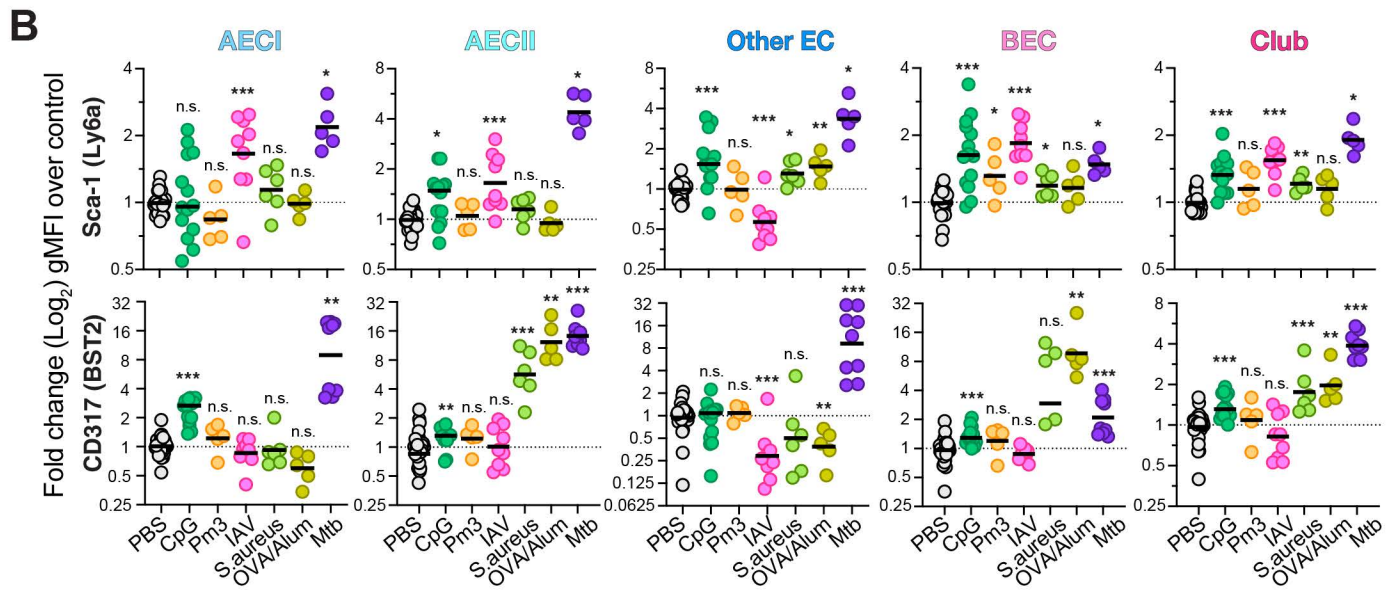 B
AECI
AECII
Other EC
BEC
Club
Fold change (Log2) gMFI over control
Sca-1 (Ly6a)
4
2
1
0.5
n.s.
n.s.
***
n.s.
n.s.
*
8
4
2
1
0.5
*
n.s.
***
n.s.
n.s.
*
8
4
2
1
0.5
0.25
***
n.s.
***
*
**
*
4
2
1
0.5
***
*
***
*
n.s.
*
4
2
1
0.5
***
n.s.
***
**
n.s.
*
CD317 (BST2)
32
16
8
4
2
1
0.5
0.25
***
n.s.
n.s.
n.s.
n.s.
**
32
16
8
4
2
1
0.5
0.25
**
n.s.
n.s.
***
**
***
32
16
8
4
2
1
0.5
0.25
0.125
0.0625
n.s.
n.s.
***
n.s.
**
***
32
16
8
4
2
1
0.5
0.25
***
n.s.
n.s.
n.s.
**
***
8
4
2
1
0.5
0.25
***
n.s.
n.s.
***
**
***
PBS
CpG
Pm3
IAV
S.aureus
OVA/Alum
Mtb
PBS
CpG
Pm3
IAV
S.aureus
OVA/Alum
Mtb
PBS
CpG
Pm3
IAV
S.aureus
OVA/Alum
Mtb
PBS
CpG
Pm3
IAV
S.aureus
OVA/Alum
Mtb
PBS
CpG
Pm3
IAV
S.aureus
OVA/Alum
Mtb